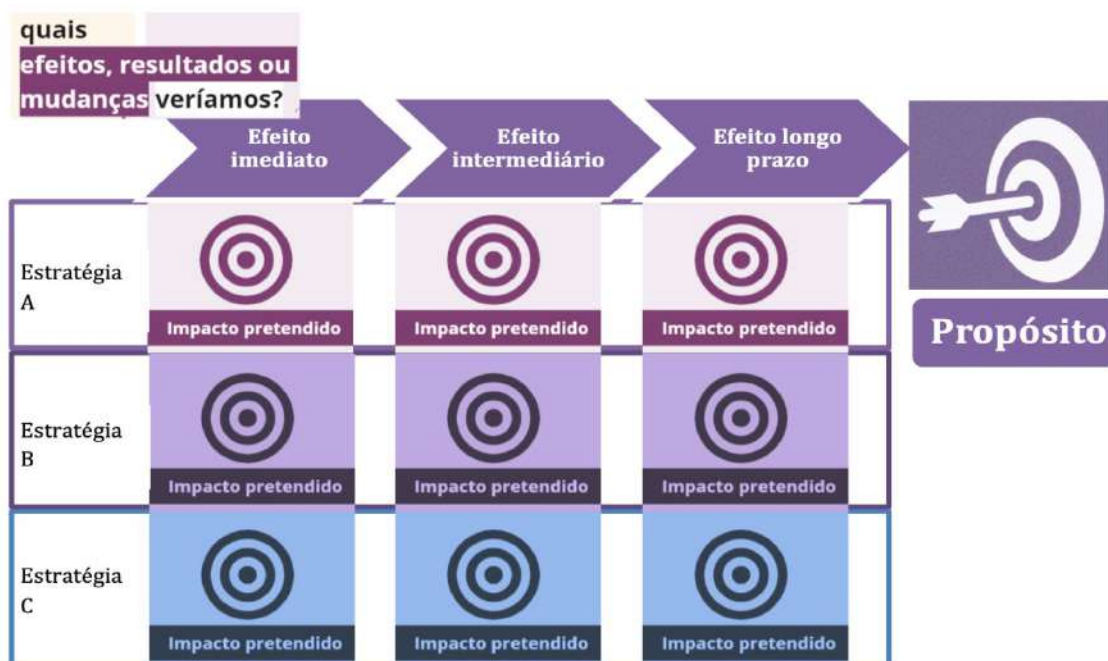 quais
efeitos, resultados ou
mudanças veríamos?
Efeito
imediato
Efeito
intermediário
Efeito longo
prazo
Estratégia
A
Impacto pretendido
Impacto pretendido
Impacto pretendido
Propósito
Estratégia
B
Impacto pretendido
Impacto pretendido
Impacto pretendido
Estratégia
C
Impacto pretendido
Impacto pretendido
Impacto pretendido